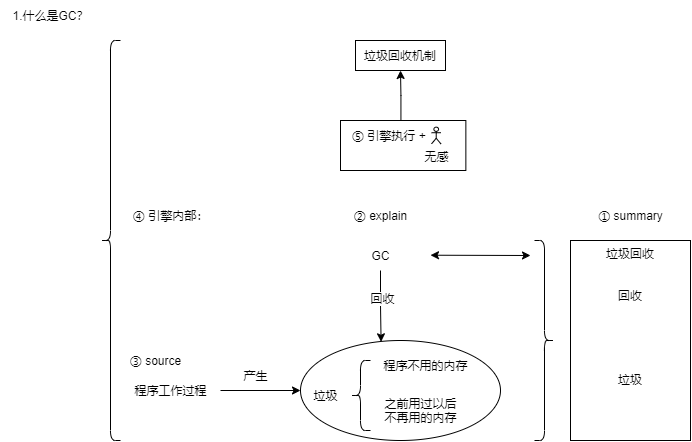 1.什么是GC?
垃圾回收机制
⑤ 引擎执行 +
无感
④ 引擎内部:
② explain
① summary
GC
垃圾回收
回收
回收
③ source
程序工作过程
产生
垃圾
程序不用的内存
之前用过以后
不再用的内存
垃圾